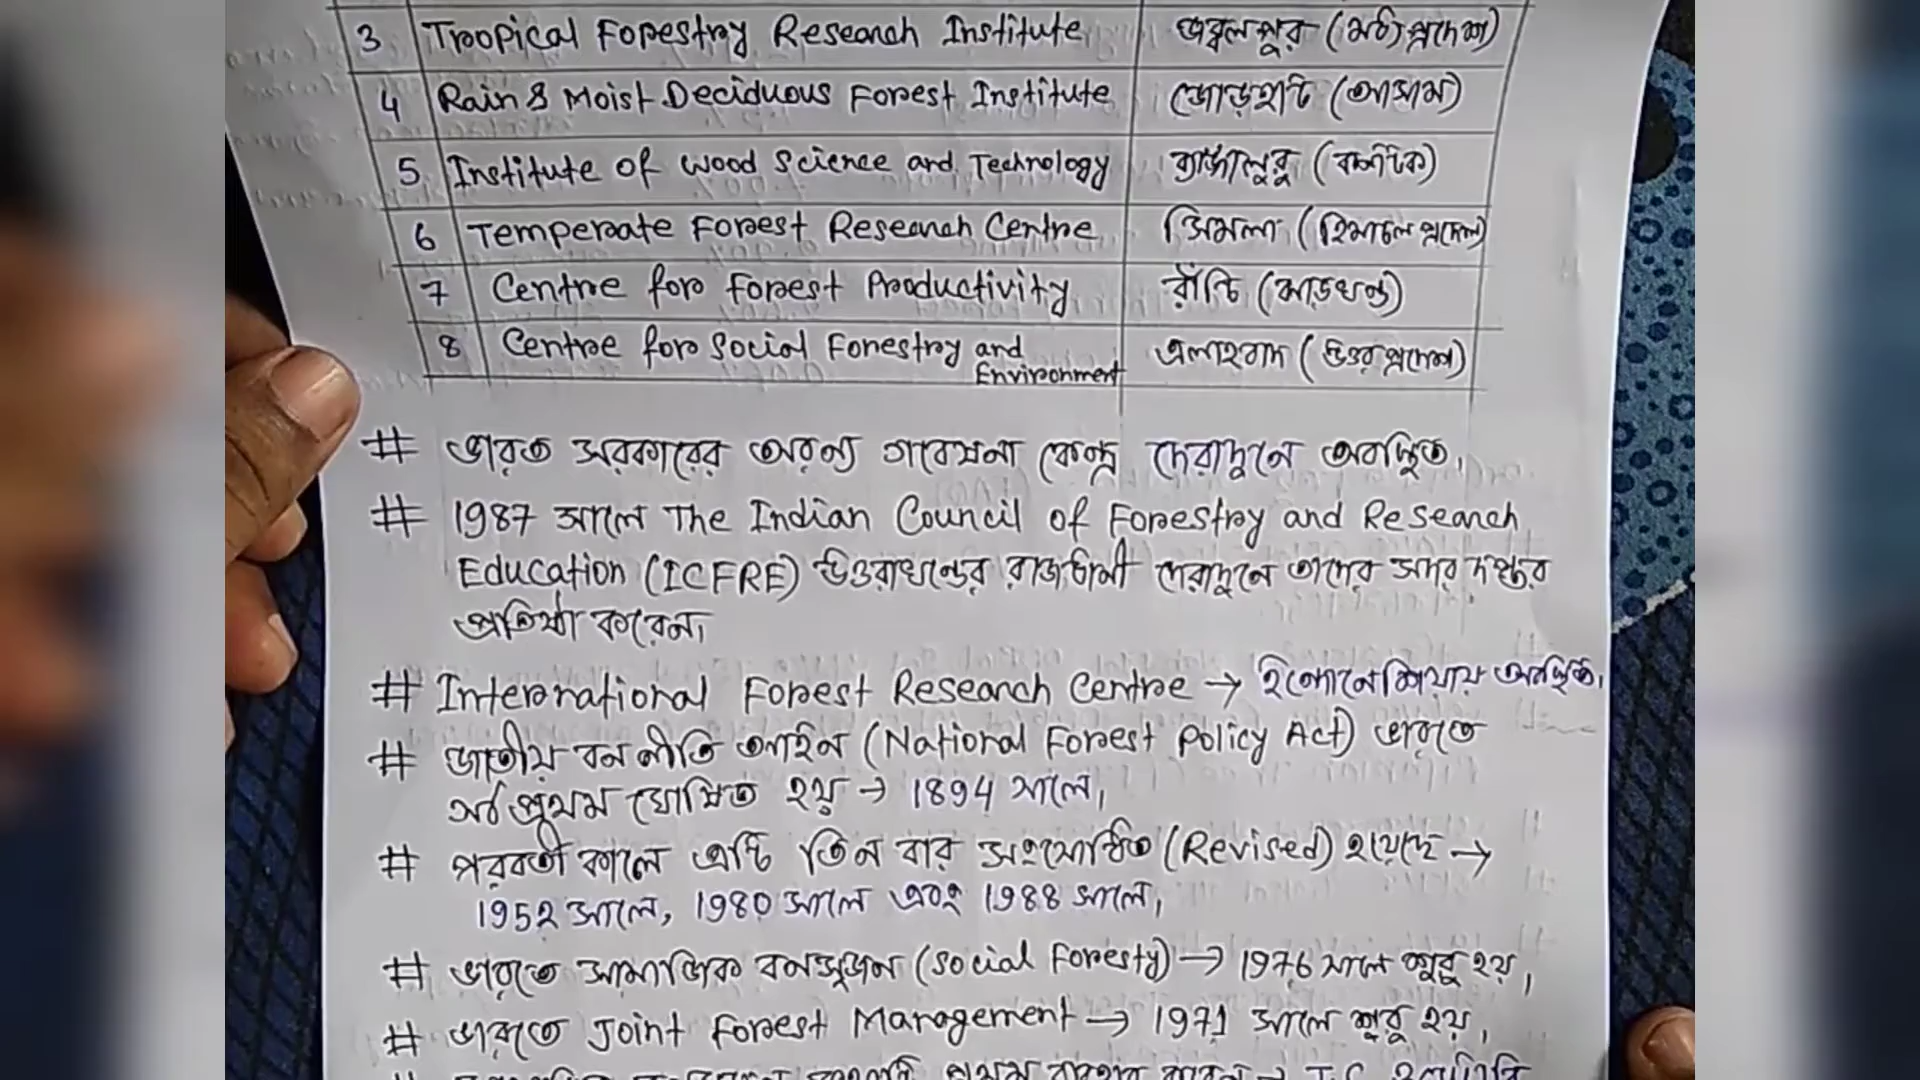 3 Tropical Forestry Research Institute জব্বলপুর (মধ্যপ্রদেশ)
4 Rain & Moist Deciduous Forest Institute জোড়হাট (আসাম)
5 Institute of Wood Science and Technology ব্যাঙ্গালুরু (কর্ণাটক)
6 Temperate Forest Research Centre সিমলা (হিমাচল প্রদেশ)
7 Centre for Forest Productivity রাঁচি (ঝাড়খণ্ড)
8 Centre for Social Forestry and Environment এলাহবাদ (উত্তরপ্রদেশ)
# ভারত সরকারের অরণ্য গবেষনা কেন্দ্র দেরাদুনে অবস্থিত।
# 1987 সালে The Indian Council of Forestry and Research
Education (ICFRE) উত্তরাখণ্ডের রাজধানী দেরাদুনে তাদের সদর দপ্তর
প্রতিষ্ঠা করেন।
# International Forest Research Centre → ইন্দোনেশিয়ায় অবস্থিত।
# জাতীয় বননীতি আইন (National Forest Policy Act) ভারতে
সর্বপ্রথম ঘোষিত হয় → 1894 সালে।
# পরবর্তী কালে এটি তিন বার সংশোধিত (Revised) হয়েছে →
1952 সালে, 1980 সালে এবং 1988 সালে।
# ভারতে সামাজিক বনসৃজন (Social Foresty) → 1976 সালে শুরু হয়।
# ভারতে Joint Forest Management → 1971 সালে শুরু হয়।